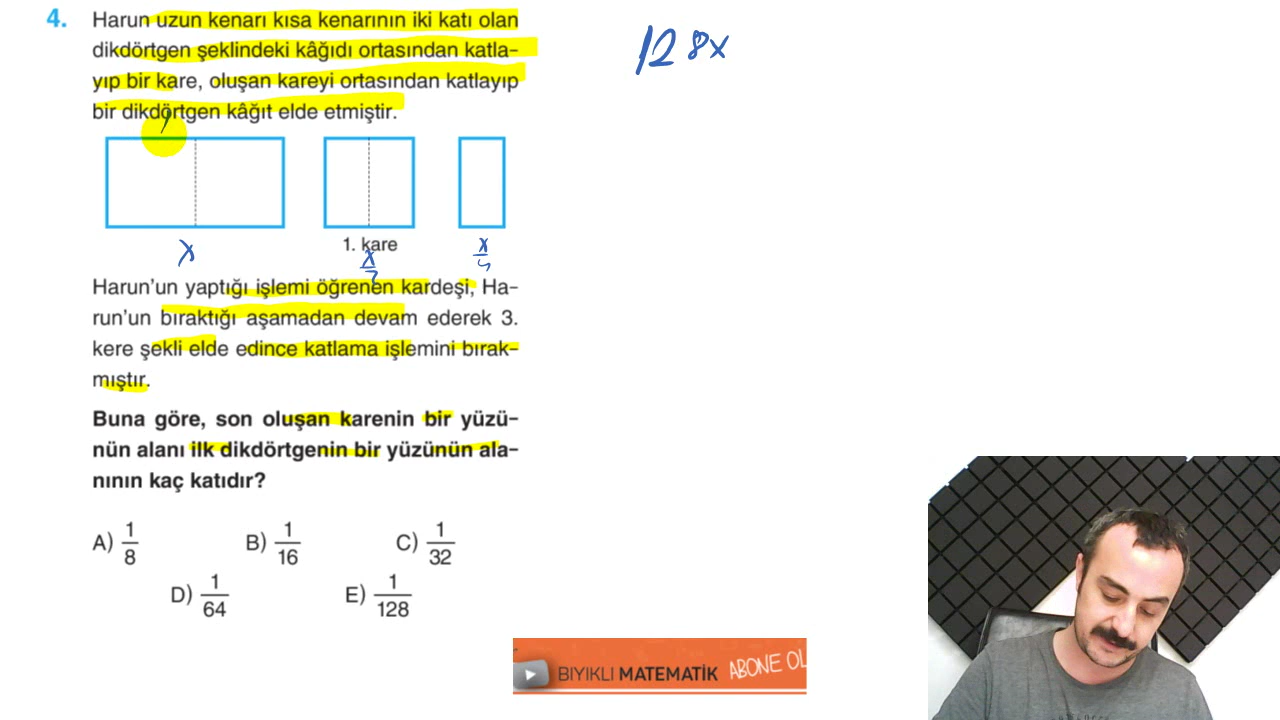 4. Harun uzun kenarı kısa kenarının iki katı olan
dikdörtgen şeklindeki kâğıdı ortasından katla-
yıp bir kare, oluşan kareyi ortasından katlayıp
bir dikdörtgen kâğıt elde etmiştir.
128x
1. kare
x
x
2
x
4
Harun'un yaptığı işlemi öğrenen kardeşi, Ha-
run'un bıraktığı aşamadan devam ederek 3.
kere şekli elde edince katlama işlemini bırak-
mıştır.
Buna göre, son oluşan karenin bir yüzü-
nün alanı ilk dikdörtgenin bir yüzünün ala-
nının kaç katıdır?
A) 1/8 B) 1/16 C) 1/32
D) 1/64 E) 1/128
BIYIKLI MATEMATİK ABONE OL